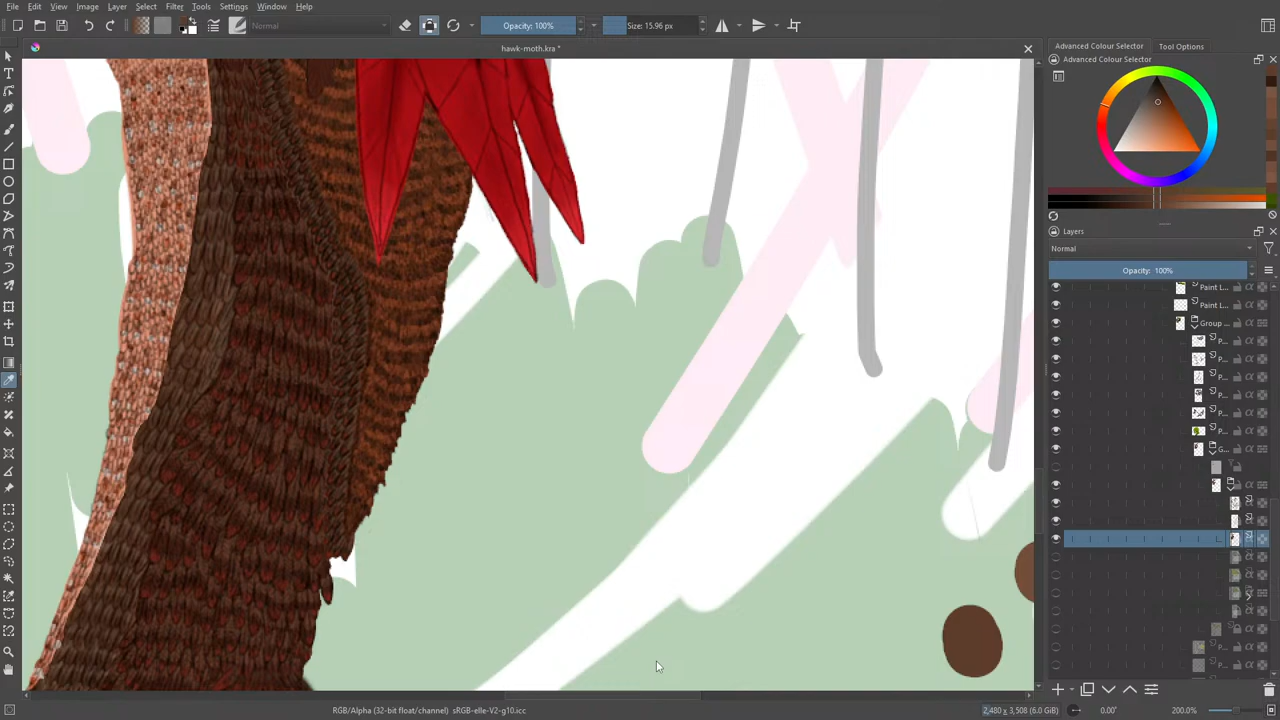 File Edit View Image Layer Select Filter Tools Settings Window Help
Normal Opacity: 100% Size: 15.96 px
hawk-moth.kra *
Advanced Colour Selector Tool Options
Advanced Colour Selector
Layers
Normal
Opacity: 100%
Paint L...
Paint L...
Group ...
P...
P...
P...
P...
P...
P...
G...
P...
P...
RGB/Alpha (32-bit float/channel) sRGB-elle-V2-g10.icc 2,480 x 3,508 (6.0 GiB) 0.00° 200.0%